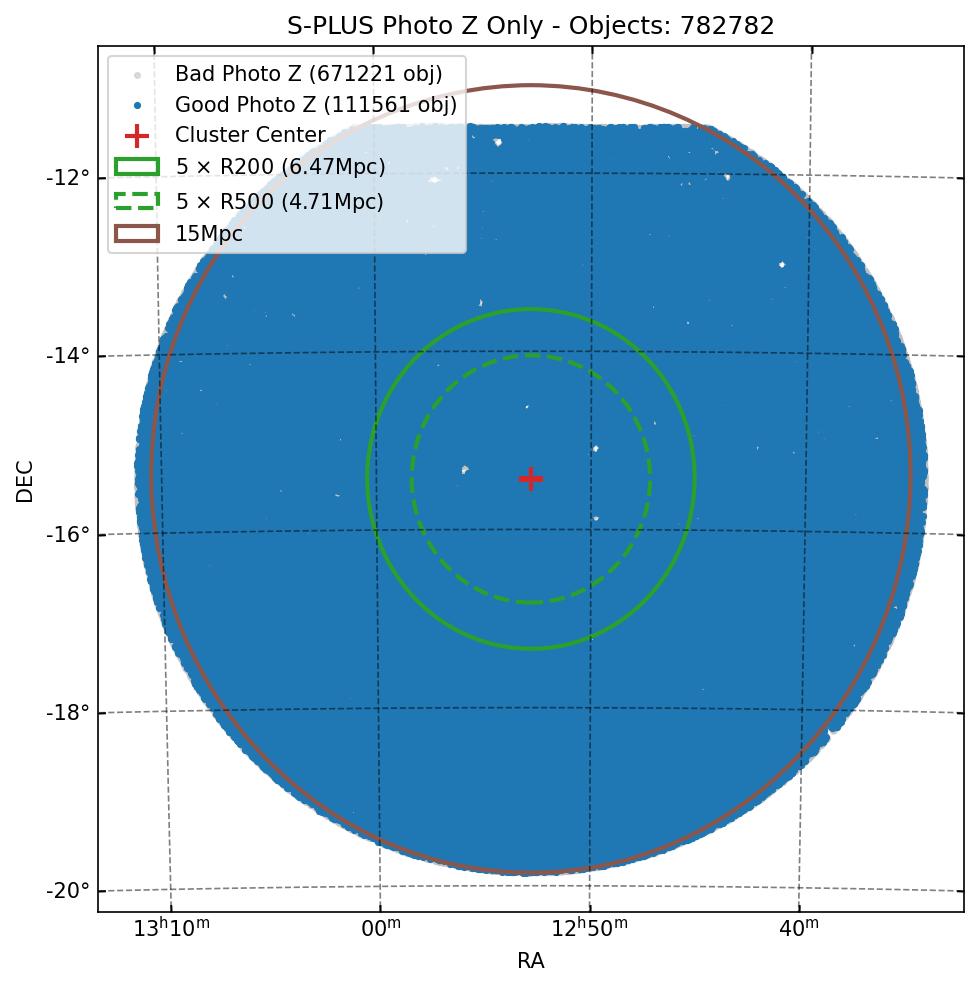 S-PLUS Photo Z Only - Objects: 782782
Bad Photo Z (671221 obj)
Good Photo Z (111561 obj)
Cluster Center
5 × R200 (6.47Mpc)
5 × R500 (4.71Mpc)
15Mpc
-12°
-14°
-16°
-18°
-20°
DEC
13ʰ10ᵐ 00ᵐ 12ʰ50ᵐ 40ᵐ
RA